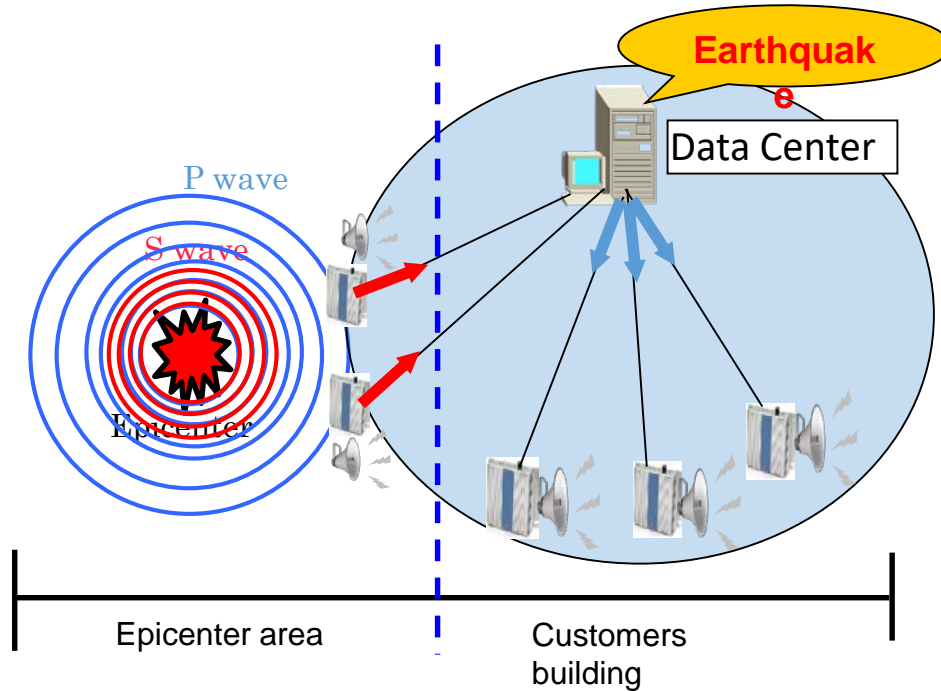 Earthquak
e
Data Center
P wave
S wave
Epicenter
Epicenter area
Customers
building